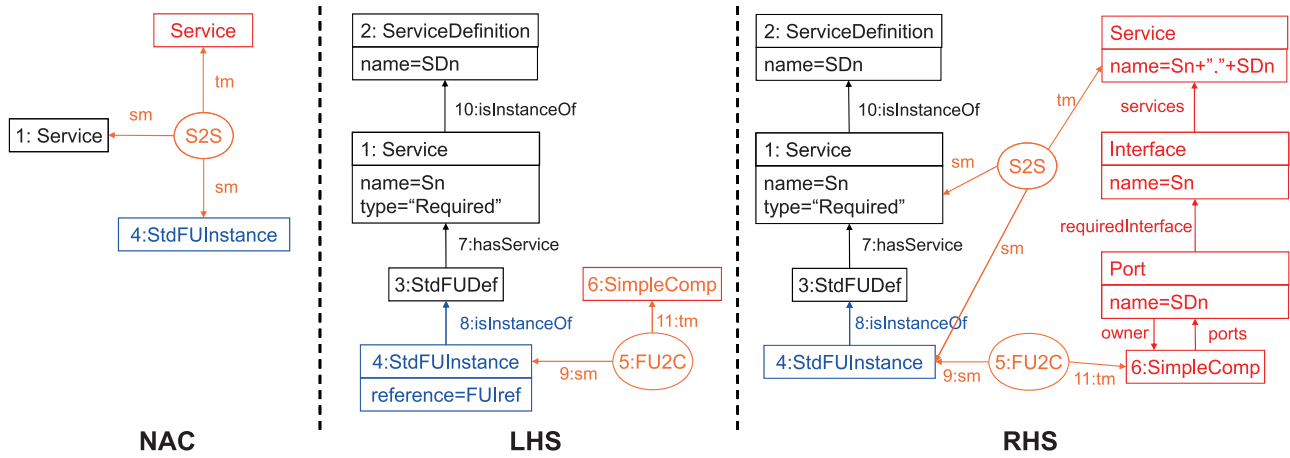 Service
tm
sm
S2S
1: Service
sm
4:StdFUInstance
NAC
2: ServiceDefinition
name=SDn
10:isInstanceOf
1: Service
name=Sn
type=“Required”
7:hasService
3:StdFUDef
6:SimpleComp
8:isInstanceOf
11:tm
4:StdFUInstance
9:sm
5:FU2C
reference=FUIref
LHS
2: ServiceDefinition
name=SDn
10:isInstanceOf
1: Service
name=Sn
type=“Required”
7:hasService
3:StdFUDef
8:isInstanceOf
4:StdFUInstance
sm
S2S
tm
sm
9:sm
5:FU2C
11:tm
Service
name=Sn+”.”+SDn
services
Interface
name=Sn
requiredInterface
Port
name=SDn
owner
ports
6:SimpleComp
RHS